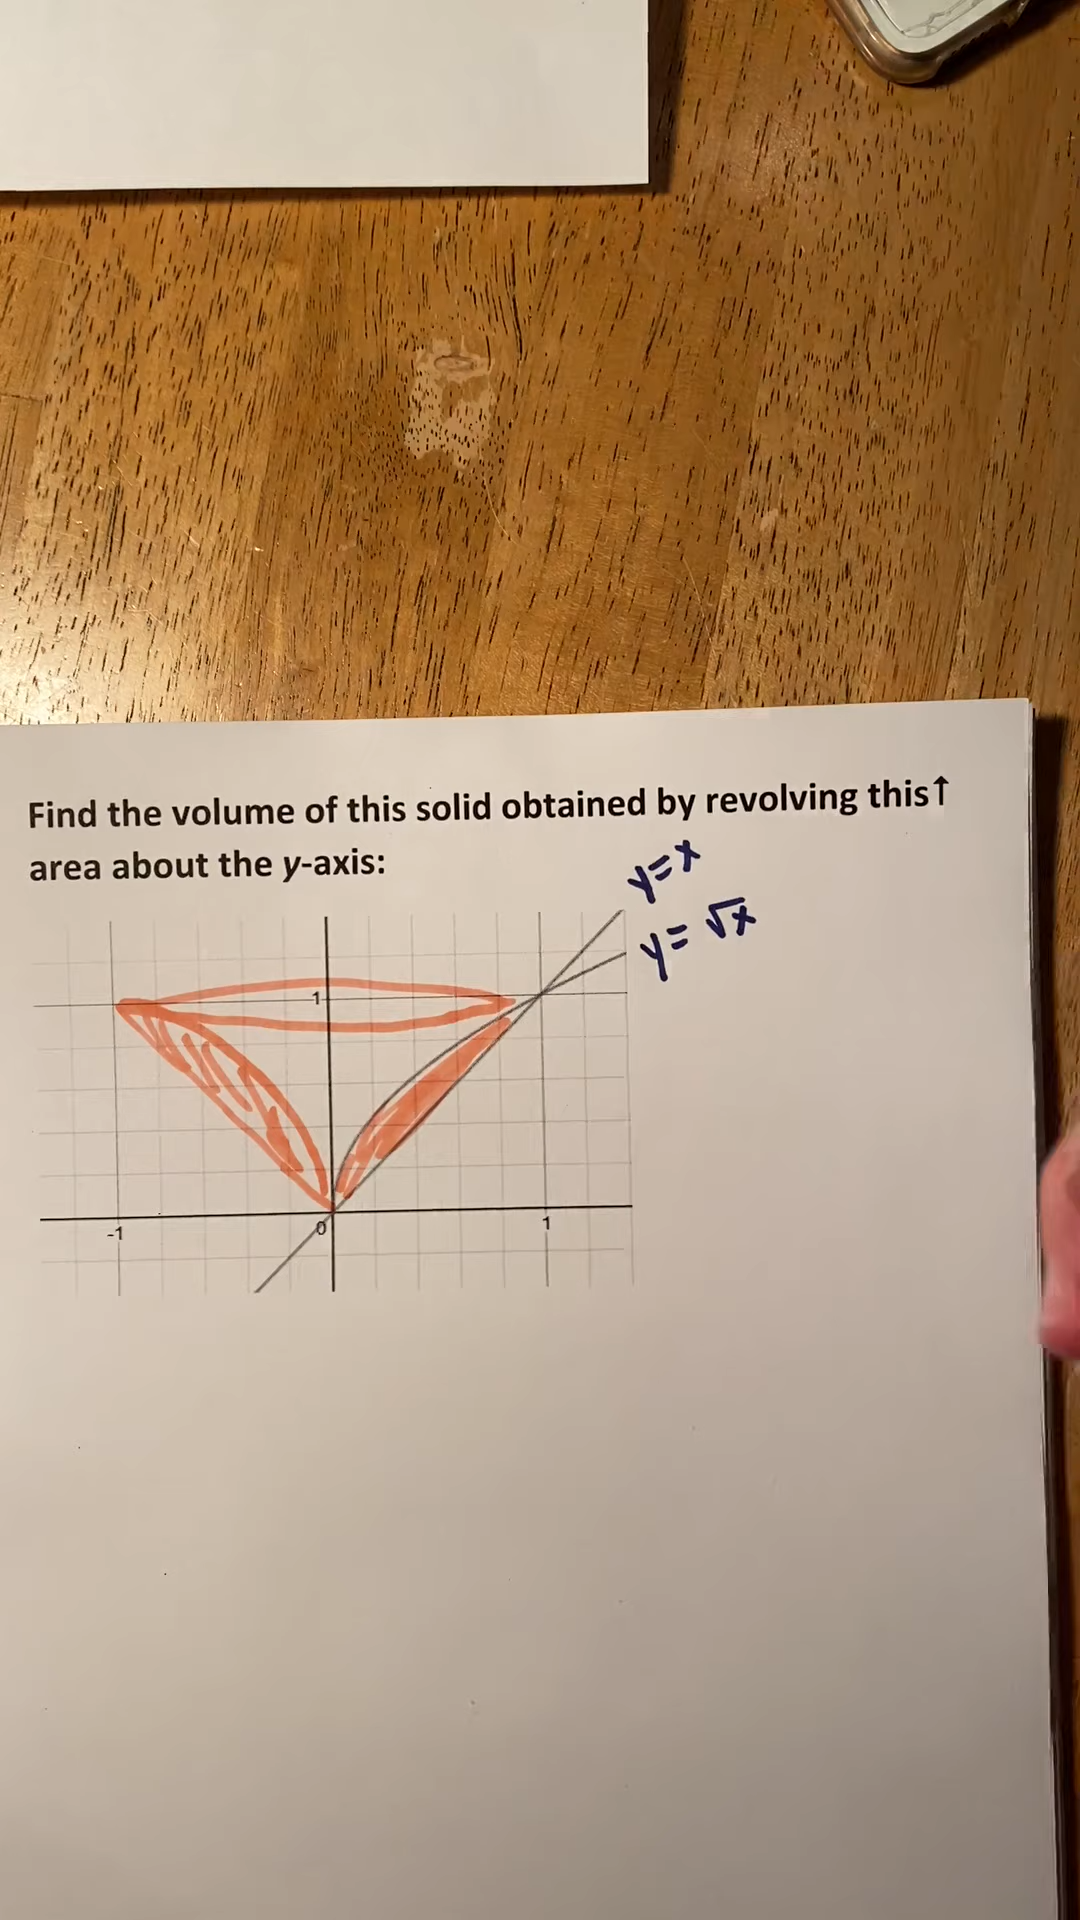 Find the volume of this solid obtained by revolving this↑
area about the y-axis:
y=x
y=√x
1
-1
0
1